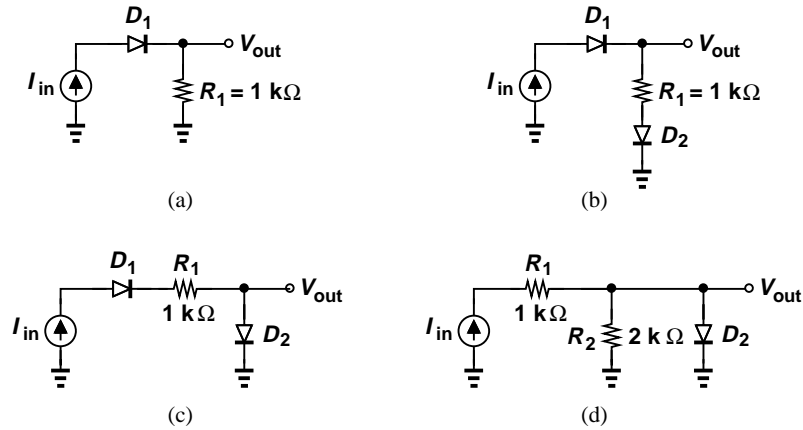 D1
Vout
Iin
R1 = 1 kΩ
(a)
D1
Vout
Iin
R1 = 1 kΩ
D2
(b)
D1
R1
Vout
1 kΩ
Iin
D2
(c)
R1
Vout
1 kΩ
Iin
R2
2 kΩ
D2
(d)